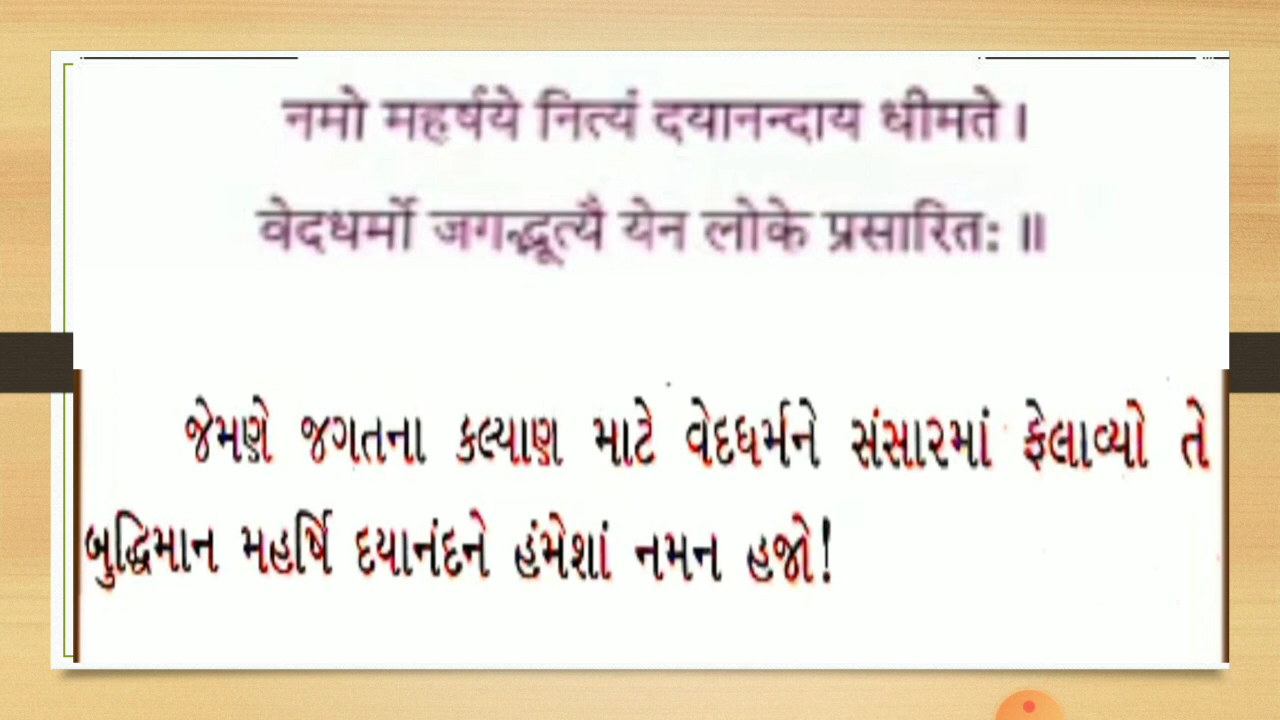 नमो महर्षये नित्यं दयानन्दाय धीमते ।
वेदधर्मो जगद्भूत्यै येन लोके प्रसारितः ॥
જેમણે જગતના કલ્યાણ માટે વેદધર્મને સંસારમાં ફેલાવ્યો તે
બુદ્ધિમાન મહર્ષિ દયાનંદને હંમેશાં નમન હજો!